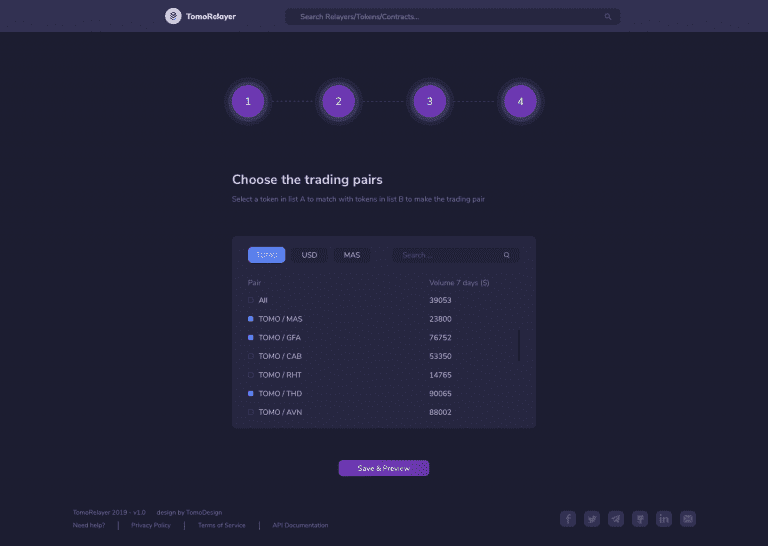 TomoRelayer
Search Relayers/Tokens/Contracts...
1 2 3 4
Choose the trading pairs
Select a token in list A to match with tokens in list B to make the trading pair
TOMO USD MAS Search ...
Pair Volume 7 days ($)
All 39053
TOMO / MAS 23800
TOMO / GFA 76752
TOMO / CAB 53350
TOMO / RHT 14765
TOMO / THD 90065
TOMO / AVN 88002
Save & Preview
TomoRelayer 2019 - v1.0 design by TomoDesign
Need help? | Privacy Policy | Terms of Service | API Documentation